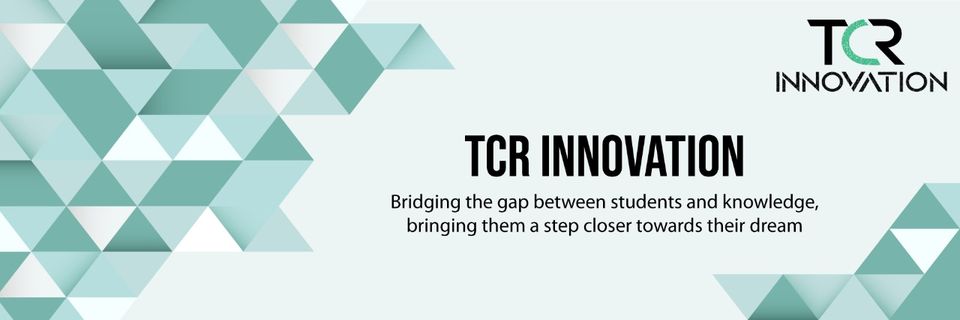 TCR
INNOVATION
TCR INNOVATION
Bridging the gap between students and knowledge,
bringing them a step closer towards their dream